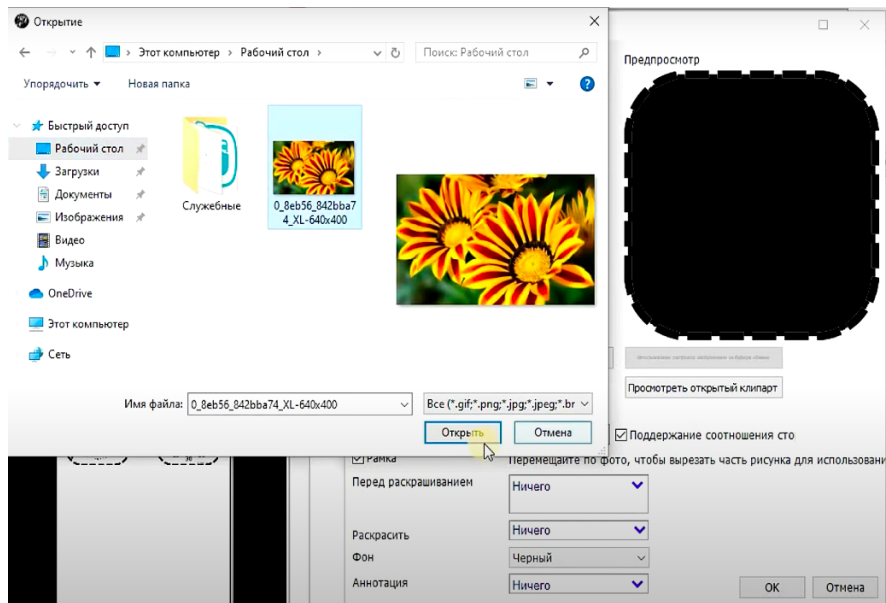 Открытие
Этот компьютер
Рабочий стол
Поиск: Рабочий стол
Упорядочить
Новая папка
Быстрый доступ
Рабочий стол
Загрузки
Документы
Изображения
Видео
Музыка
OneDrive
Этот компьютер
Сеть
Служебные
0_8eb56_842bba7
4_XL-640x400
Имя файла:
0_8eb56_842bba74_XL-640x400
Все (*.gif;*.png;*.jpg;*.jpeg;*.br
Открыть
Отмена
Предпросмотр
Просмотреть открытый клипарт
Поддержание соотношения сто
Рамка
Перемещайте по фото, чтобы вырезать часть рисунка для использовани
Перед раскрашиванием
Ничего
Раскрасить
Ничего
Фон
Черный
Аннотация
Ничего
OK
Отмена